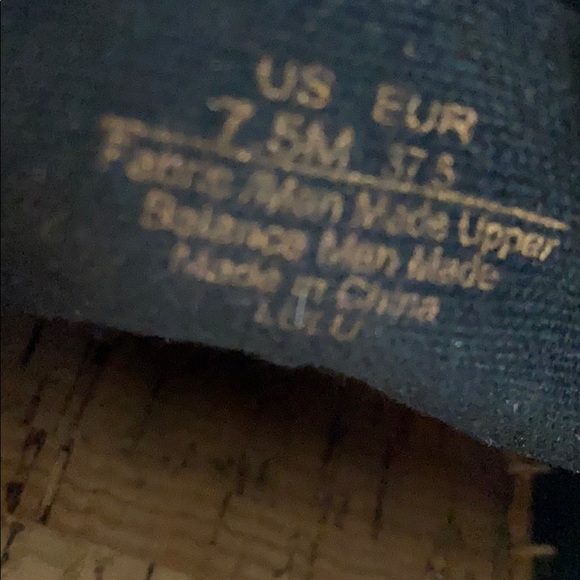 US EUR
7.5M 37.5
Fabric/Man Made Upper
Balance Man Made
Made in China